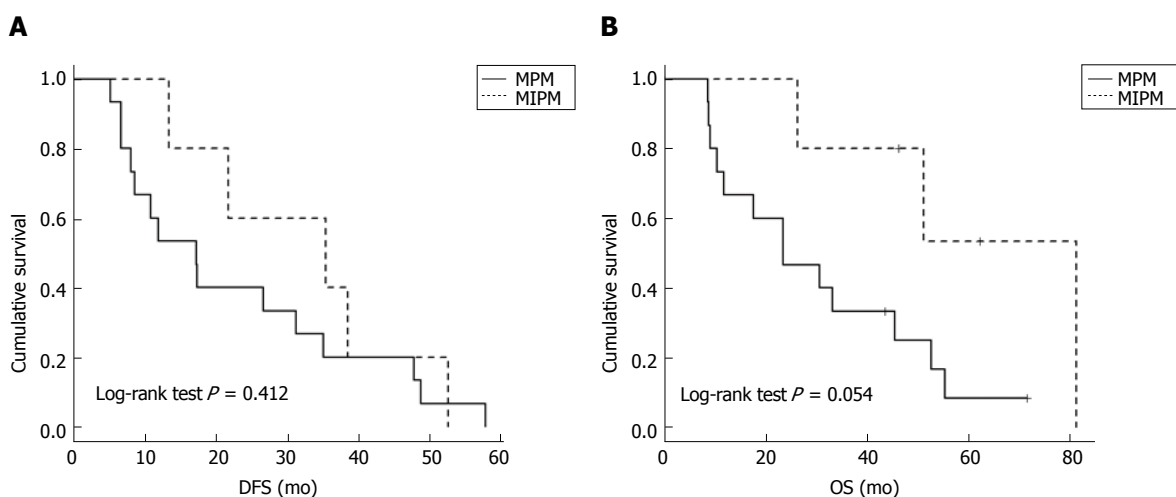 A
1.0
0.8
0.6
0.4
0.2
0.0
Cumulative survival
MPM
MIPM
Log-rank test P = 0.412
0 10 20 30 40 50 60
DFS (mo)
B
1.0
0.8
0.6
0.4
0.2
0.0
Cumulative survival
MPM
MIPM
Log-rank test P = 0.054
0 20 40 60 80
OS (mo)